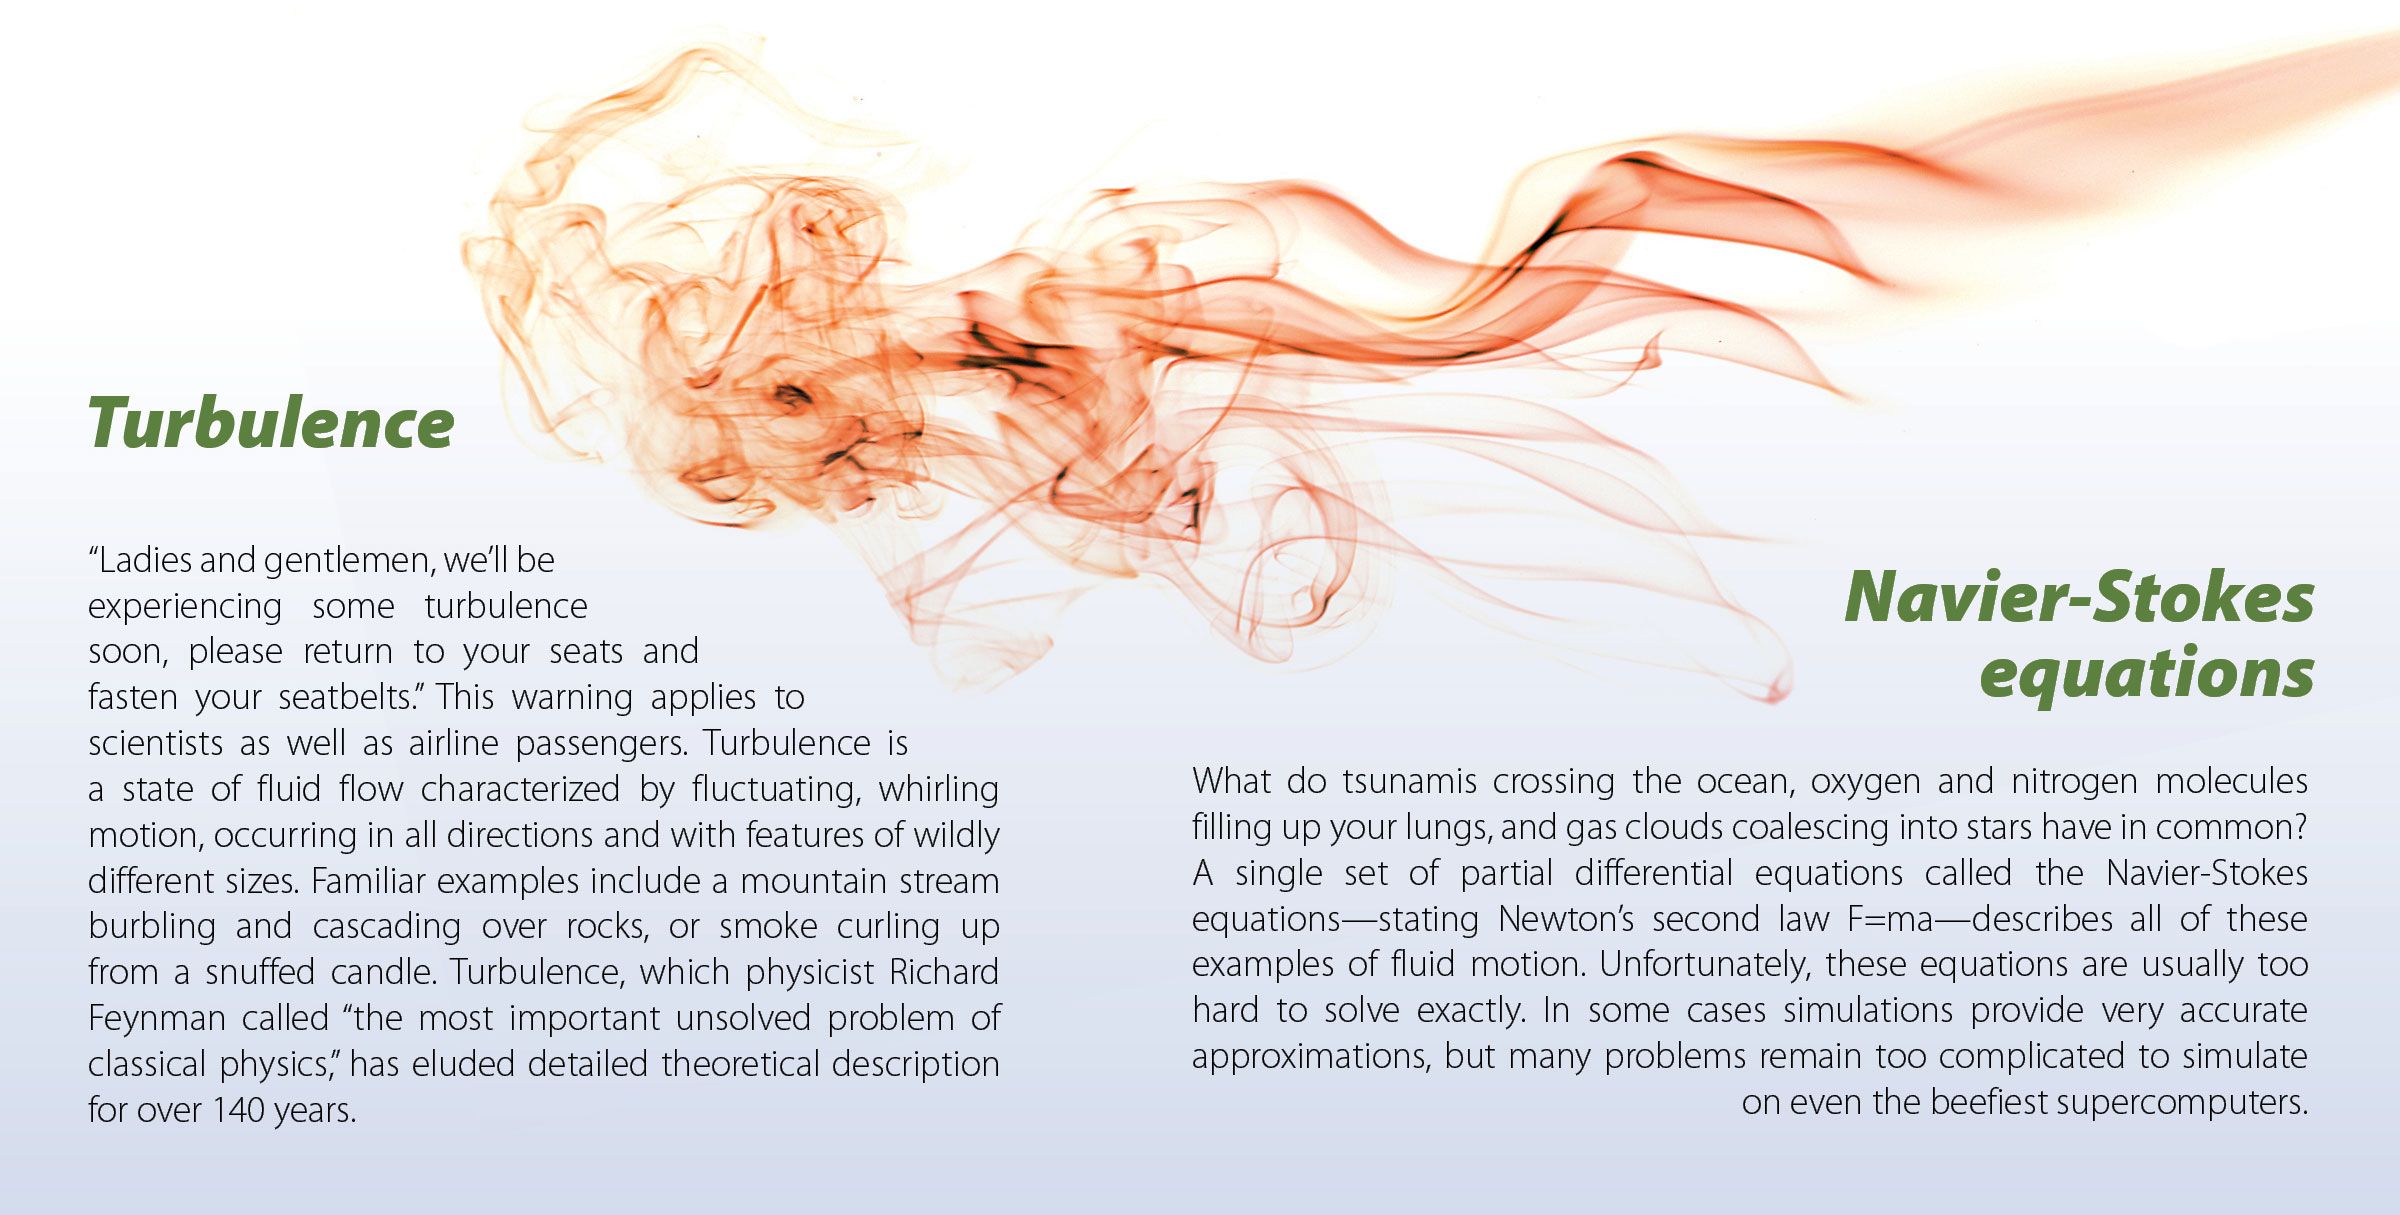 Turbulence
“Ladies and gentlemen, we’ll be
experiencing some turbulence
soon, please return to your seats and
fasten your seatbelts.” This warning applies to
scientists as well as airline passengers. Turbulence is
a state of fluid flow characterized by fluctuating, whirling
motion, occurring in all directions and with features of wildly
different sizes. Familiar examples include a mountain stream
burbling and cascading over rocks, or smoke curling up
from a snuffed candle. Turbulence, which physicist Richard
Feynman called “the most important unsolved problem of
classical physics,” has eluded detailed theoretical description
for over 140 years.
Navier-Stokes
equations
What do tsunamis crossing the ocean, oxygen and nitrogen molecules
filling up your lungs, and gas clouds coalescing into stars have in common?
A single set of partial differential equations called the Navier-Stokes
equations—stating Newton’s second law F=ma—describes all of these
examples of fluid motion. Unfortunately, these equations are usually too
hard to solve exactly. In some cases simulations provide very accurate
approximations, but many problems remain too complicated to simulate
on even the beefiest supercomputers.